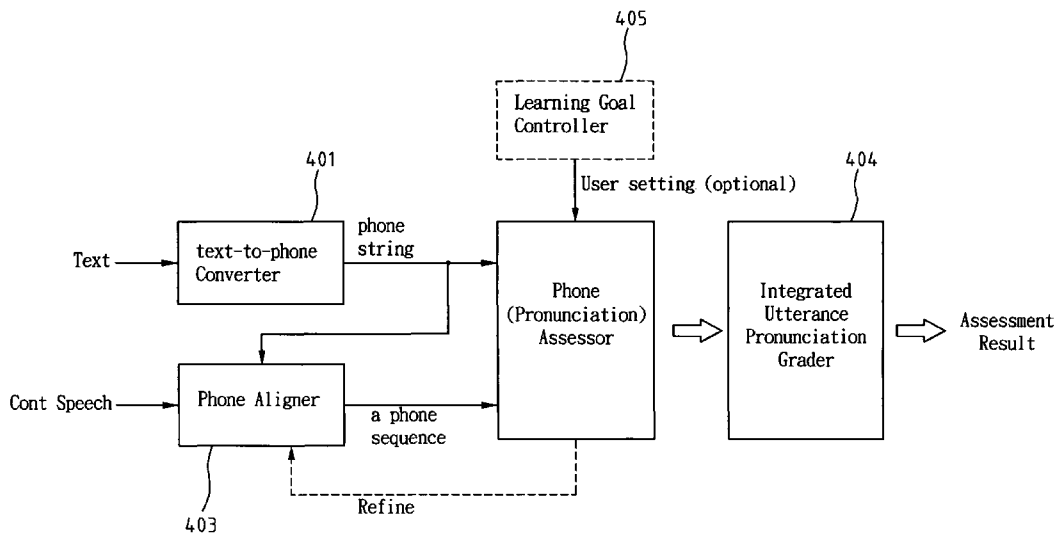 405
Learning Goal
Controller
401
404
User setting (optional)
phone
string
Text
text-to-phone
Converter
Phone
(Pronunciation)
Assessor
Integrated
Utterance
Pronunciation
Grader
Assessment
Result
Cont Speech
Phone Aligner
a phone
sequence
Refine
403